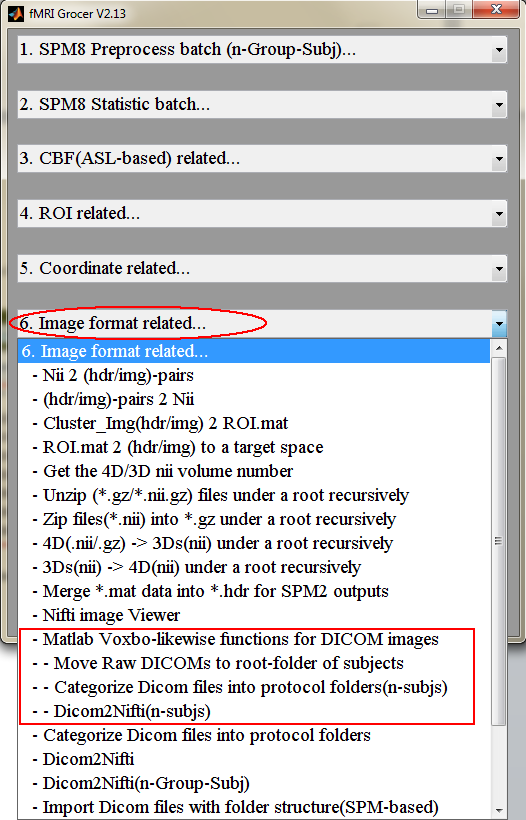 fMRI Grocer V2.13
1. SPM8 Preprocess batch (n-Group-Subj)...
2. SPM8 Statistic batch...
3. CBF(ASL-based) related...
4. ROI related...
5. Coordinate related...
6. Image format related...
6. Image format related...
- Nii 2 (hdr/img)-pairs
- (hdr/img)-pairs 2 Nii
- Cluster_Img(hdr/img) 2 ROI.mat
- ROI.mat 2 (hdr/img) to a target space
- Get the 4D/3D nii volume number
- Unzip (*.gz/*.nii.gz) files under a root recursively
- Zip files(*.nii) into *.gz under a root recursively
- 4D(.nii/.gz) -> 3Ds(nii) under a root recursively
- 3Ds(nii) -> 4D(nii) under a root recursively
- Merge *.mat data into *.hdr for SPM2 outputs
- Nifti image Viewer
- Matlab Voxbo-likewise functions for DICOM images
- - Move Raw DICOMs to root-folder of subjects
- - Categorize Dicom files into protocol folders(n-subjs)
- - Dicom2Nifti(n-subjs)
- Categorize Dicom files into protocol folders
- Dicom2Nifti
- Dicom2Nifti(n-Group-Subj)
- Import Dicom files with folder structure(SPM-based)